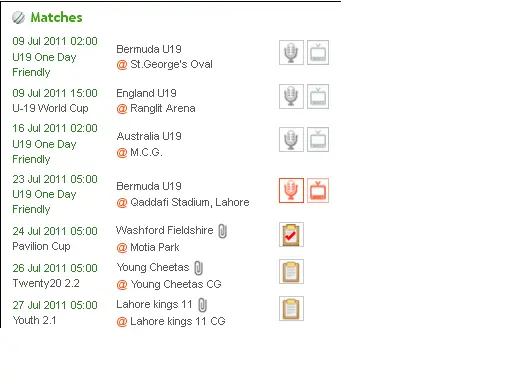 Matches
09 Jul 2011 02:00
U19 One Day
Friendly
Bermuda U19
@ St.George's Oval
09 Jul 2011 15:00
U-19 World Cup
England U19
@ Ranglit Arena
16 Jul 2011 02:00
U19 One Day
Friendly
Australia U19
@ M.C.G.
23 Jul 2011 05:00
U19 One Day
Friendly
Bermuda U19
@ Qaddafi Stadium, Lahore
24 Jul 2011 05:00
Pavilion Cup
Washford Fieldshire
@ Motia Park
26 Jul 2011 05:00
Twenty20 2.2
Young Cheetas
@ Young Cheetas CG
27 Jul 2011 05:00
Youth 2.1
Lahore kings 11
@ Lahore kings 11 CG